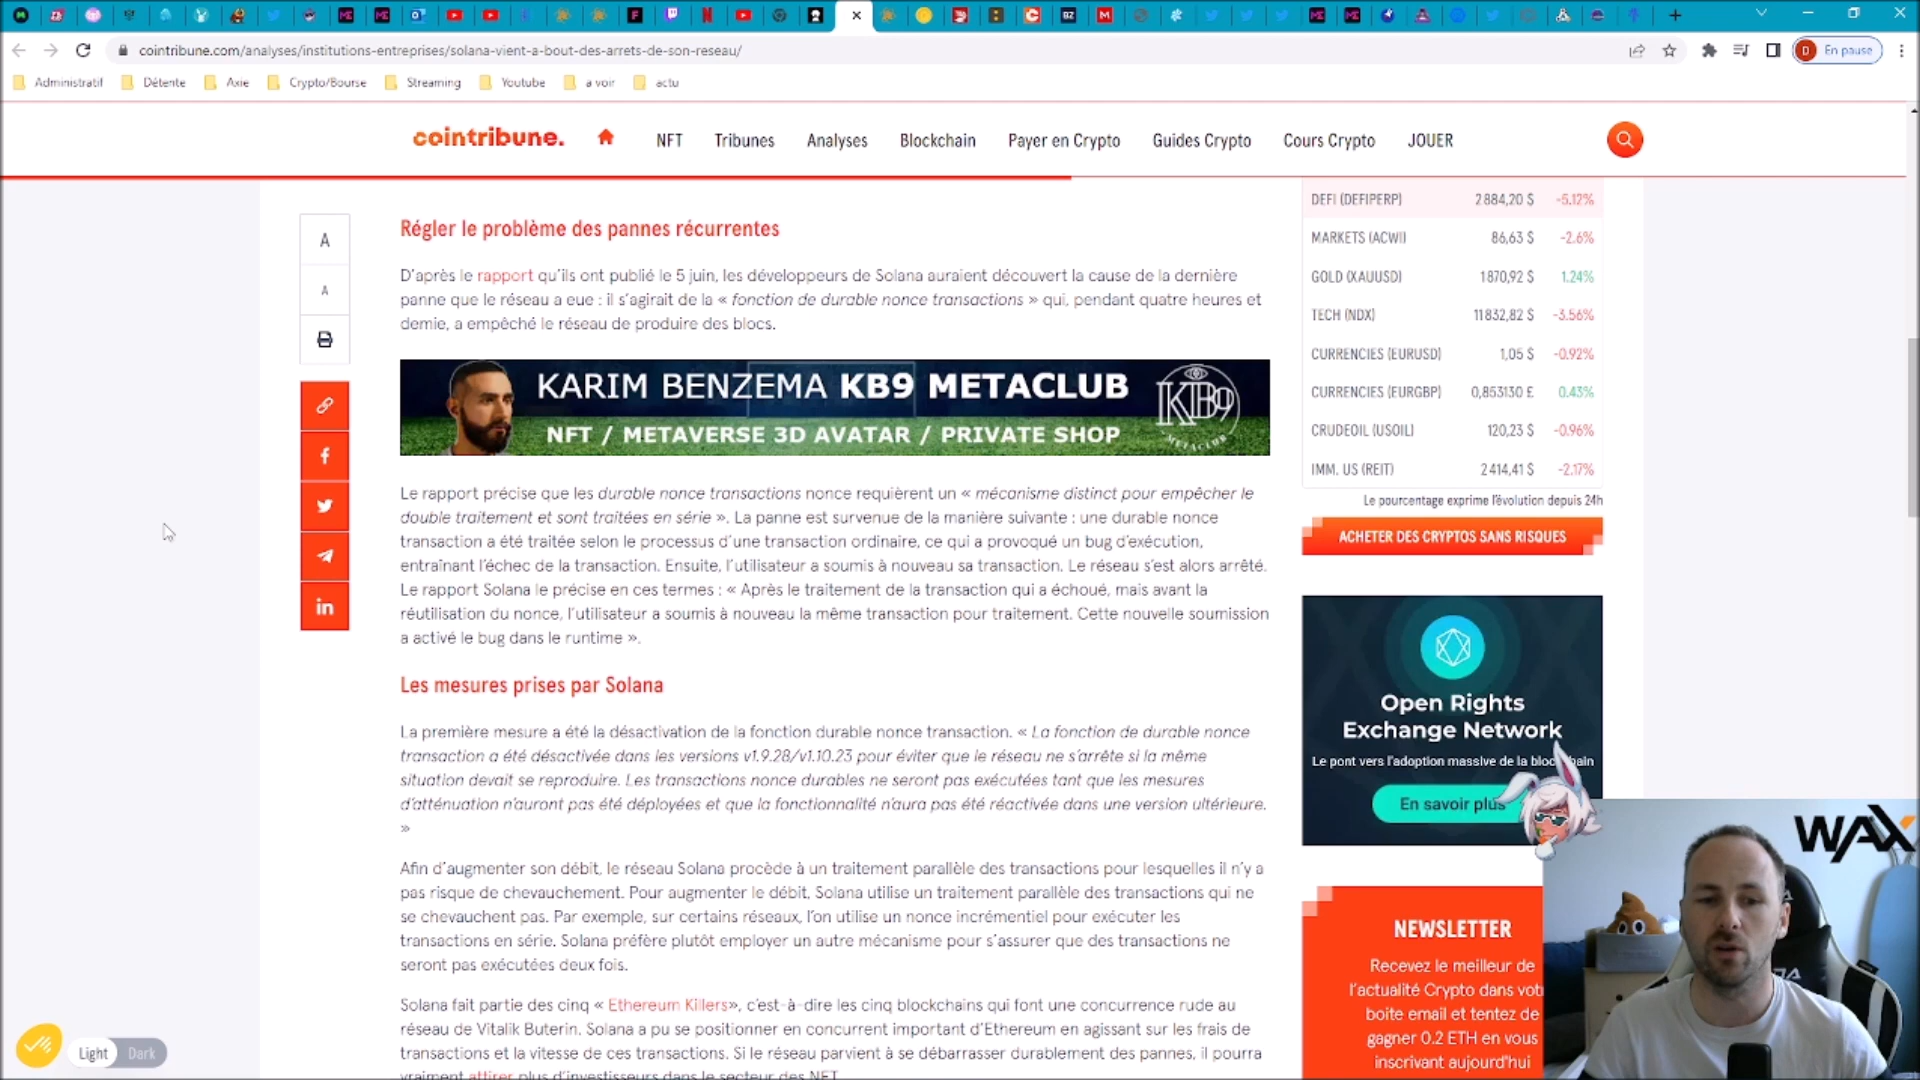 cointribune.com/analyses/institutions-entreprises/solana-vient-a-bout-des-arrets-de-son-reseau/
D
En pause
Administratif
Détente
Axie
Crypto/Bourse
Streaming
Youtube
a voir
actu
cointribune.
NFT
Tribunes
Analyses
Blockchain
Payer en Crypto
Guides Crypto
Cours Crypto
JOUER
A
A
Régler le problème des pannes récurrentes
D'après le rapport qu'ils ont publié le 5 juin, les développeurs de Solana auraient découvert la cause de la dernière
panne que le réseau a eue : il s'agirait de la « fonction de durable nonce transactions » qui, pendant quatre heures et
demie, a empêché le réseau de produire des blocs.
KARIM BENZEMA KB9 METACLUB
NFT / METAVERSE 3D AVATAR / PRIVATE SHOP
KB9
METACLUB
Le rapport précise que les durable nonce transactions nonce requièrent un « mécanisme distinct pour empêcher le
double traitement et sont traitées en série ». La panne est survenue de la manière suivante : une durable nonce
transaction a été traitée selon le processus d'une transaction ordinaire, ce qui a provoqué un bug d'exécution,
entraînant l'échec de la transaction. Ensuite, l'utilisateur a soumis à nouveau sa transaction. Le réseau s'est alors arrêté.
Le rapport Solana le précise en ces termes : « Après le traitement de la transaction qui a échoué, mais avant la
réutilisation du nonce, l'utilisateur a soumis à nouveau la même transaction pour traitement. Cette nouvelle soumission
a activé le bug dans le runtime ».
Les mesures prises par Solana
La première mesure a été la désactivation de la fonction durable nonce transaction. « La fonction de durable nonce
transaction a été désactivée dans les versions v1.9.28/v1.10.23 pour éviter que le réseau ne s'arrête si la même
situation devait se reproduire. Les transactions nonce durables ne seront pas exécutées tant que les mesures
d'atténuation n'auront pas été déployées et que la fonctionnalité n'aura pas été réactivée dans une version ultérieure.
»
Afin d'augmenter son débit, le réseau Solana procède à un traitement parallèle des transactions pour lesquelles il n'y a
pas risque de chevauchement. Pour augmenter le débit, Solana utilise un traitement parallèle des transactions qui ne
se chevauchent pas. Par exemple, sur certains réseaux, l'on utilise un nonce incrémentiel pour exécuter les
transactions en série. Solana préfère plutôt employer un autre mécanisme pour s'assurer que des transactions ne
seront pas exécutées deux fois.
Solana fait partie des cinq « Ethereum Killers», c'est-à-dire les cinq blockchains qui font une concurrence rude au
réseau de Vitalik Buterin. Solana a pu se positionner en concurrent important d'Ethereum en agissant sur les frais de
transactions et la vitesse de ces transactions. Si le réseau parvient à se débarrasser durablement des pannes, il pourra
vraiment attirer plus d'investisseurs dans le secteur des NFT.
DEFI (DEFIPERP) 2 884,20 $ -5.12%
MARKETS (ACWI) 86,63 $ -2.6%
GOLD (XAUUSD) 1 870,92 $ 1.24%
TECH (NDX) 11 832,82 $ -3.56%
CURRENCIES (EURUSD) 1,05 $ -0.92%
CURRENCIES (EURGBP) 0,853130 £ 0.43%
CRUDEOIL (USOIL) 120,23 $ -0.96%
IMM. US (REIT) 2 414,41 $ -2.17%
Le pourcentage exprime l'évolution depuis 24h
ACHETER DES CRYPTOS SANS RISQUES
Open Rights
Exchange Network
Le pont vers l'adoption massive de la
En savoir plus
WAX
NEWSLETTER
Recevez le meilleur de
l'actualité Crypto dans
boite email et tentez de
gagner 0.2 ETH en vous
inscrivant aujourd'hui
Light
Dark